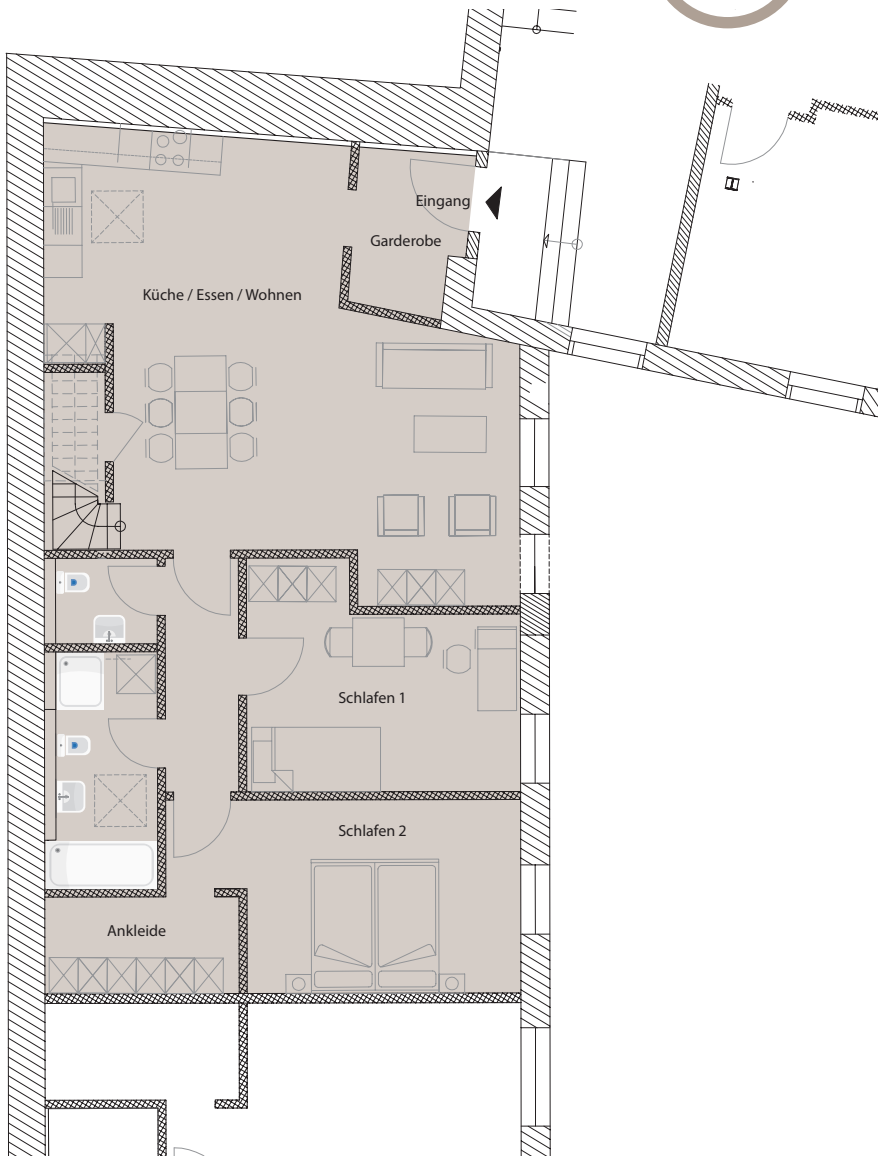 Eingang
Garderobe
Küche / Essen / Wohnen
Schlafen 1
Schlafen 2
Ankleide